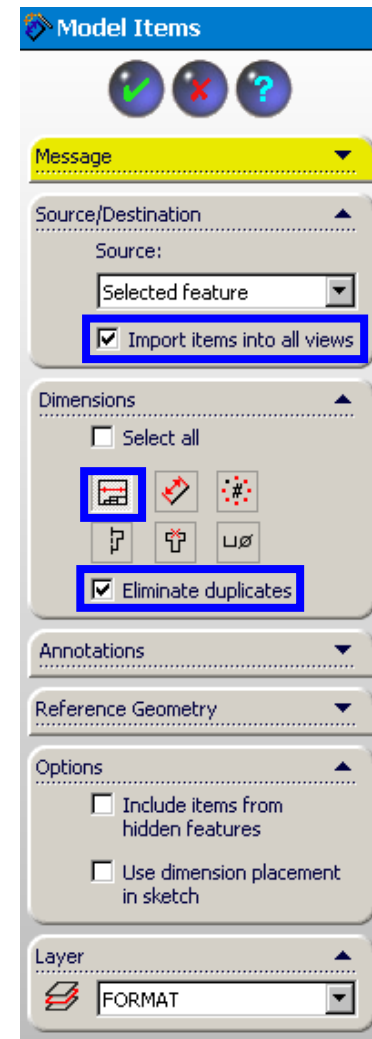 Model Items
?
Message
Source/Destination
Source:
Selected feature
Import items into all views
Dimensions
Select all
#
Eliminate duplicates
Annotations
Reference Geometry
Options
Include items from
hidden features
Use dimension placement
in sketch
Layer
FORMAT